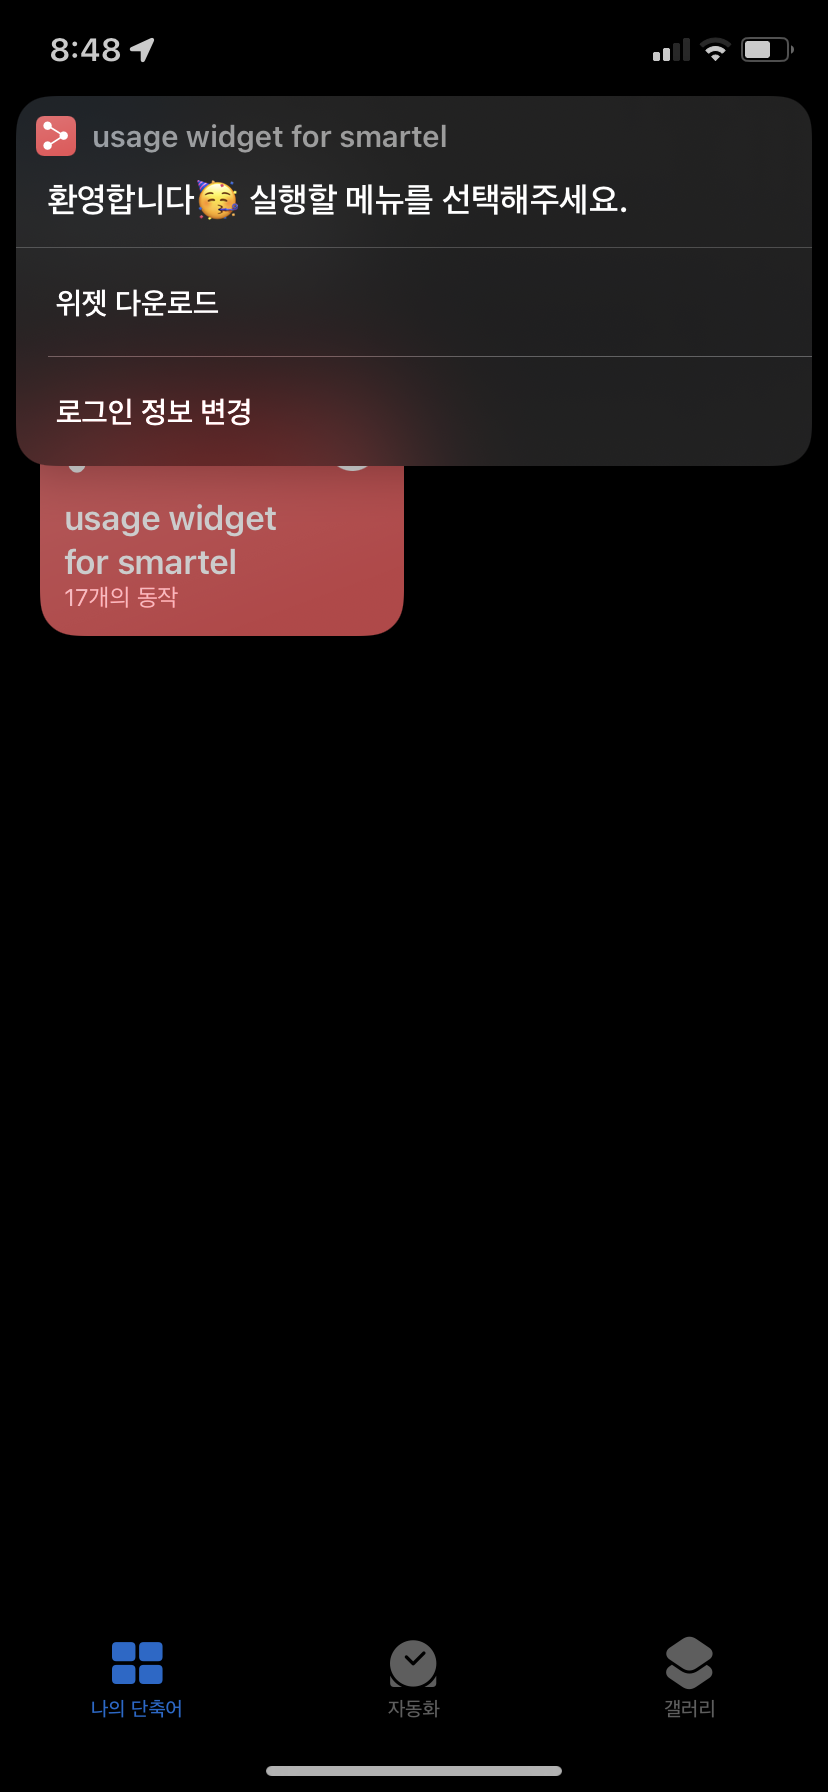 8:48
usage widget for smartel
환영합니다🥳 실행할 메뉴를 선택해주세요.
위젯 다운로드
로그인 정보 변경
usage widget
for smartel
17개의 동작
나의 단축어
자동화
갤러리